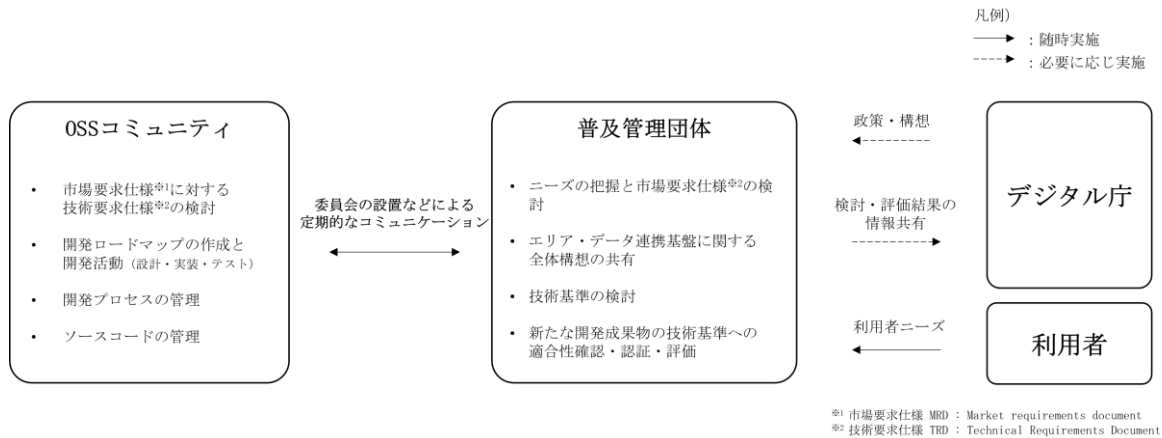 凡例)
：随時実施
：必要に応じ実施
OSSコミュニティ
• 市場要求仕様※1に対する
技術要求仕様※2の検討
• 開発ロードマップの作成と
開発活動（設計・実装・テスト）
• 開発プロセスの管理
• ソースコードの管理
委員会の設置などによる
定期的なコミュニケーション
普及管理団体
• ニーズの把握と市場要求仕様※2の検
討
• エリア・データ連携基盤に関する
全体構想の共有
• 技術基準の検討
• 新たな開発成果物の技術基準への
適合性確認・認証・評価
政策・構想
検討・評価結果の
情報共有
利用者ニーズ
デジタル庁
利用者
※1 市場要求仕様 MRD : Market requirements document
※2 技術要求仕様 TRD : Technical Requirements Document